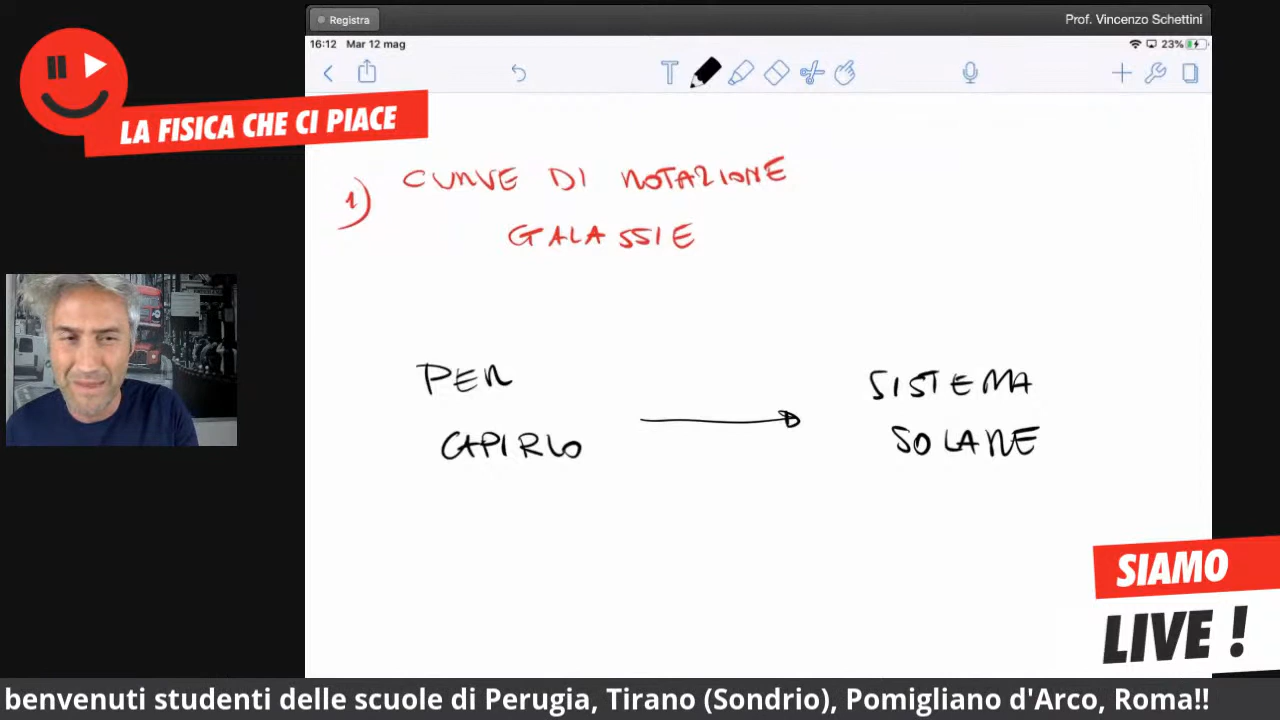 Registra
Prof. Vincenzo Schettini
16:12 Mar 12 mag
23%
T
LA FISICA CHE CI PIACE
1) CURVE DI ROTAZIONE
GALASSIE
PER
CAPIRLO
SISTEMA
SOLARE
SIAMO
LIVE !
benvenuti studenti delle scuole di Perugia, Tirano (Sondrio), Pomigliano d'Arco, Roma!!